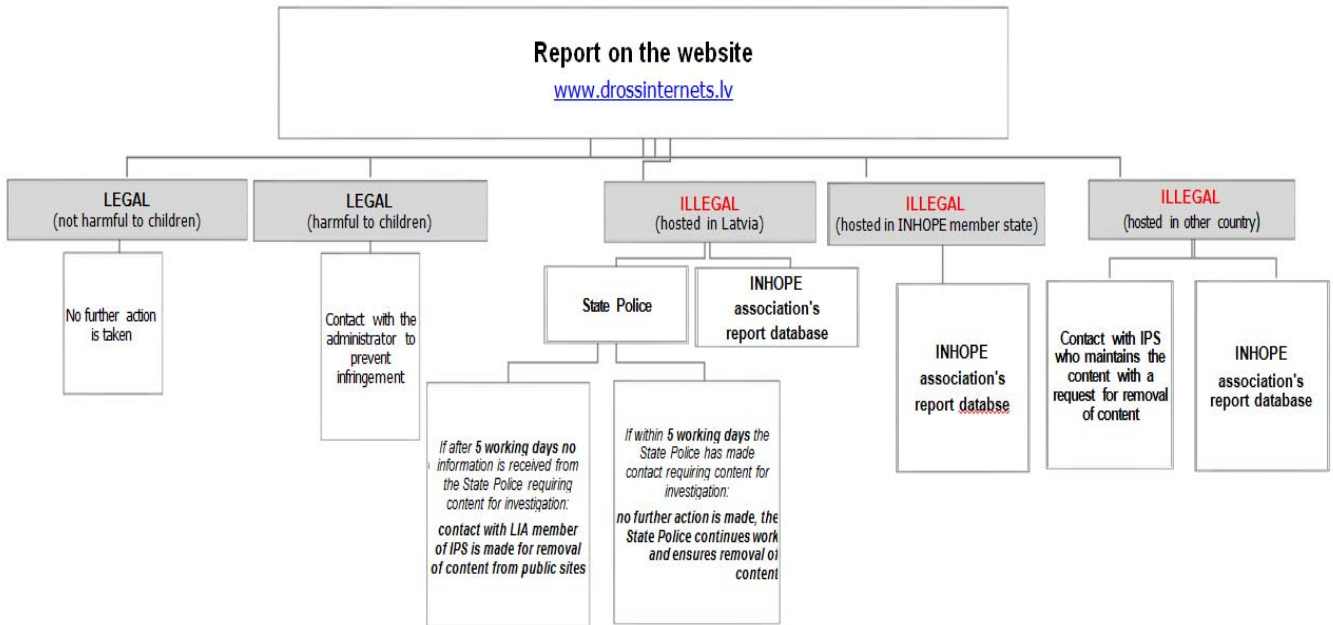 Report on the website
www.drossinternets.lv
LEGAL
(not harmful to children)
No further action
is taken
LEGAL
(harmful to children)
Contact with the
administrator to
prevent
infringement
ILLEGAL
(hosted in Latvia)
State Police
If after 5 working days no
information is received from
the State Police requiring
content for investigation:
contact with LIA member
of IPS is made for removal
of content from public sites
If within 5 working days the
State Police has made
contact requiring content for
investigation:
no further action is made, the
State Police continues work
and ensures removal of
content
INHOPE
association's
report database
ILLEGAL
(hosted in INHOPE member state)
INHOPE
association's
report databse
ILLEGAL
(hosted in other country)
Contact with IPS
who maintains the
content with a
request for removal
of content
INHOPE
association's
report database